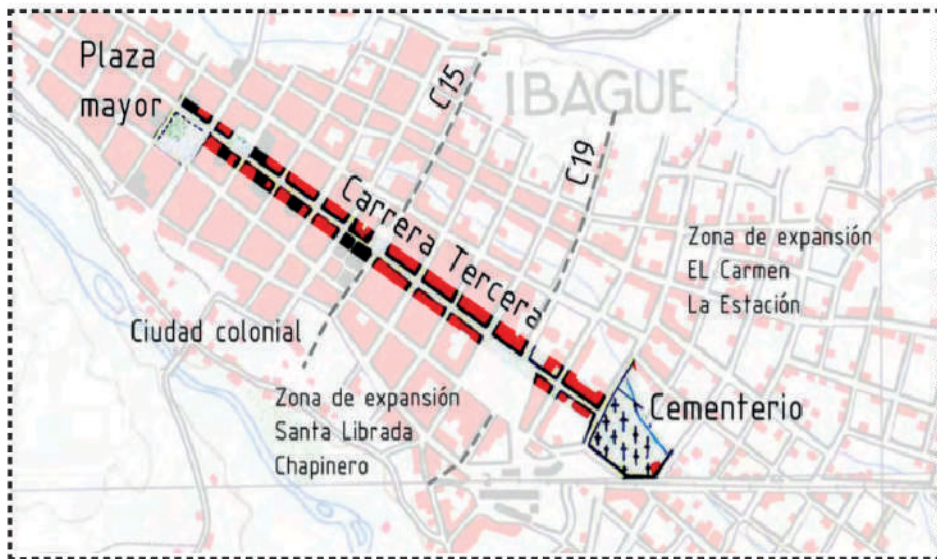 Plaza
mayor
C15
IBAGUE
C19
Carrera Tercera
Zona de expansión
EL Carmen
La Estación
Ciudad colonial
Zona de expansión
Santa Librada
Chapinero
Cementerio